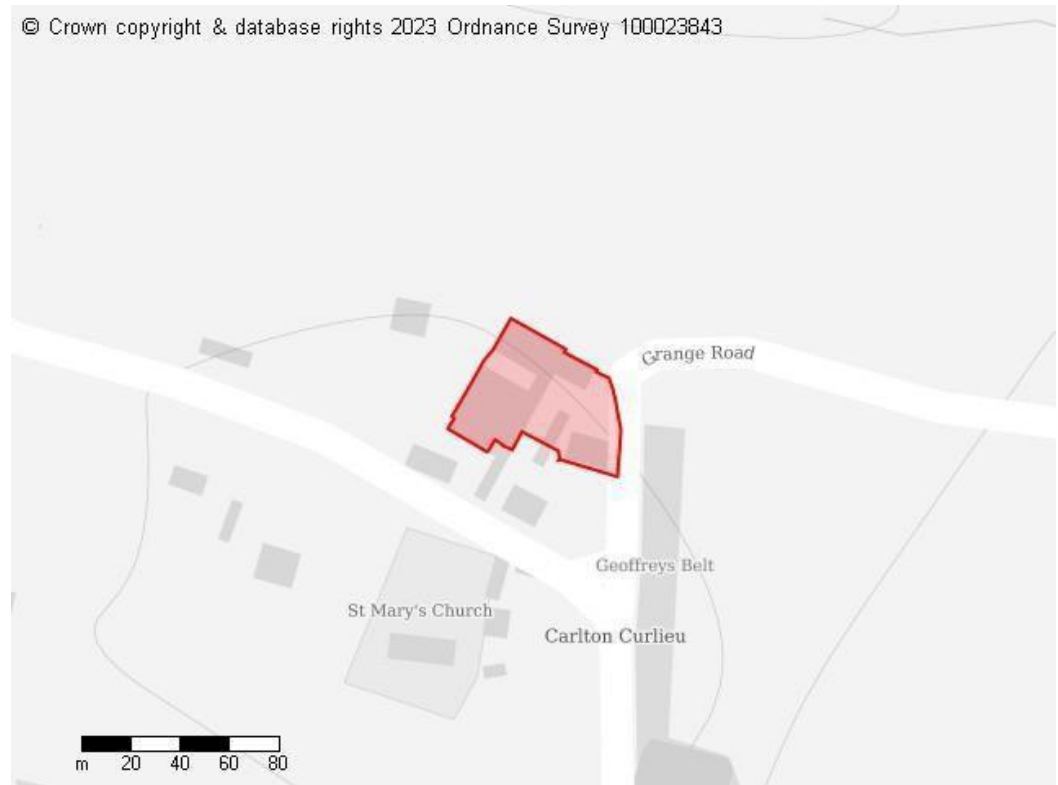 © Crown copyright & database rights 2023 Ordnance Survey 100023843
Grange Road
Geoffreys Belt
St Mary's Church
Carlton Curlieu
m 20 40 60 80